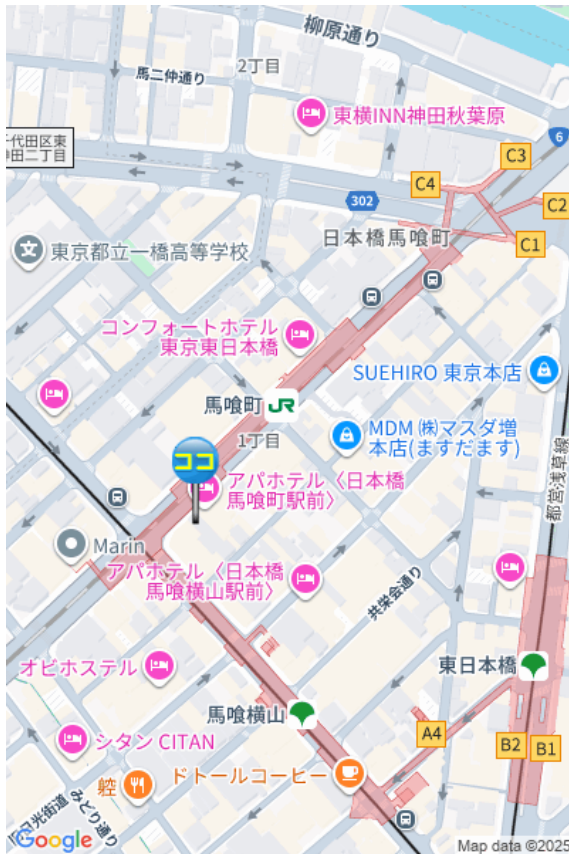 柳原通り
馬二仲通り
2丁目
東横INN神田秋葉原
6
千代田区東
神田二丁目
C3
C4
302
C2
日本橋馬喰町
C1
東京都立一橋高等学校
コンフォートホテル
東京東日本橋
SUEHIRO 東京本店
馬喰町 JR
MDM ㈱マスダ増
本店(ますだます)
1丁目
ココ
アパホテル〈日本橋
馬喰町駅前〉
都営浅草線
Marin
アパホテル〈日本橋
馬喰横山駅前〉
共栄会通り
オビホステル
東日本橋
馬喰横山
A4
シタン CITAN
B2
B1
ドトールコーヒー
みどり通り
Google
Map data ©2025